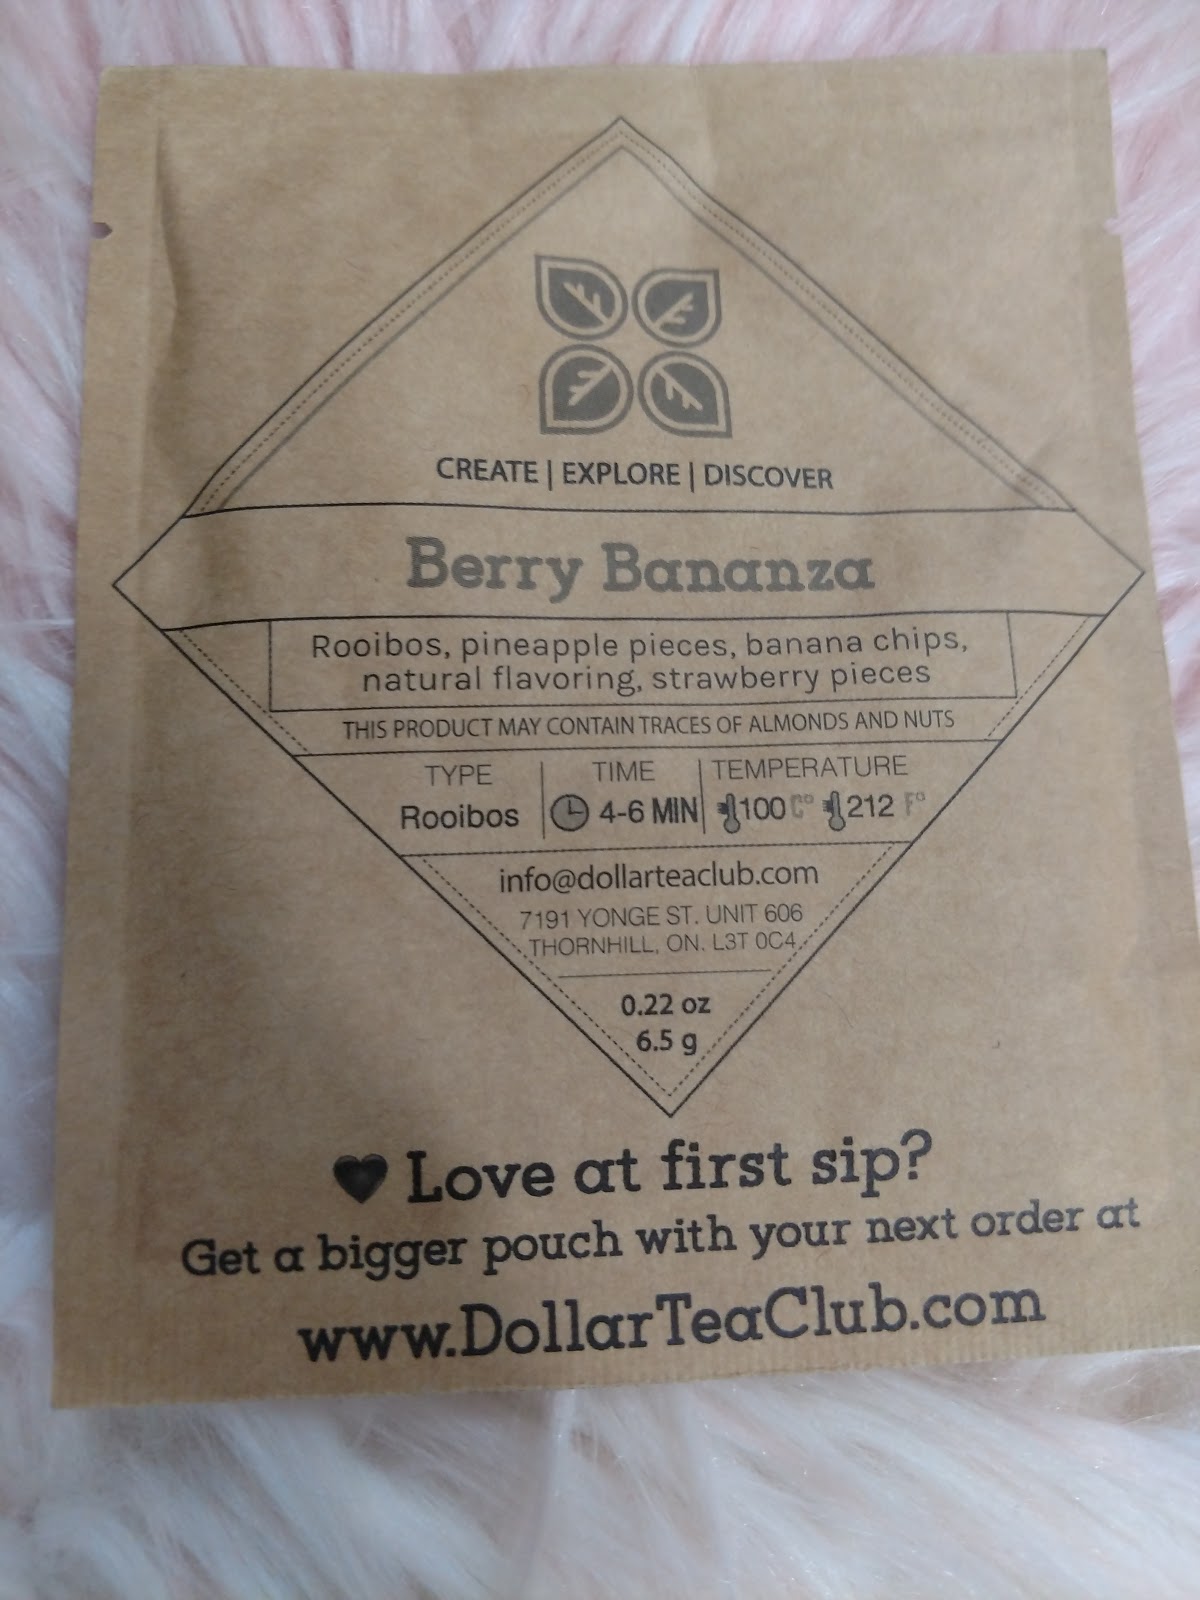 CREATE | EXPLORE | DISCOVER
Berry Bananza
Rooibos, pineapple pieces, banana chips,
natural flavoring, strawberry pieces
THIS PRODUCT MAY CONTAIN TRACES OF ALMONDS AND NUTS
TYPE | TIME | TEMPERATURE
Rooibos | 4-6 MIN | 100 C° 212 F°
info@dollarteaclub.com
7191 YONGE ST. UNIT 606
THORNHILL, ON. L3T 0C4
0.22 oz
6.5 g
♥ Love at first sip?
Get a bigger pouch with your next order at
www.DollarTeaClub.com